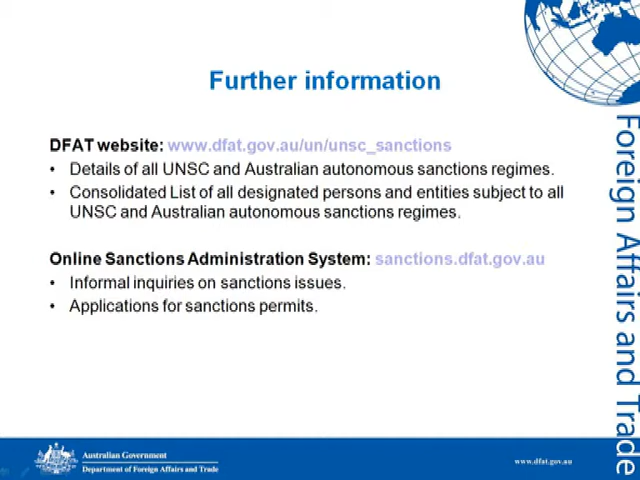 Further information
DFAT website: www.dfat.gov.au/un/unsc_sanctions
• Details of all UNSC and Australian autonomous sanctions regimes.
• Consolidated List of all designated persons and entities subject to all
UNSC and Australian autonomous sanctions regimes.
Online Sanctions Administration System: sanctions.dfat.gov.au
• Informal inquiries on sanctions issues.
• Applications for sanctions permits.
Foreign Affairs and Trade
Australian Government
Department of Foreign Affairs and Trade
www.dfat.gov.au